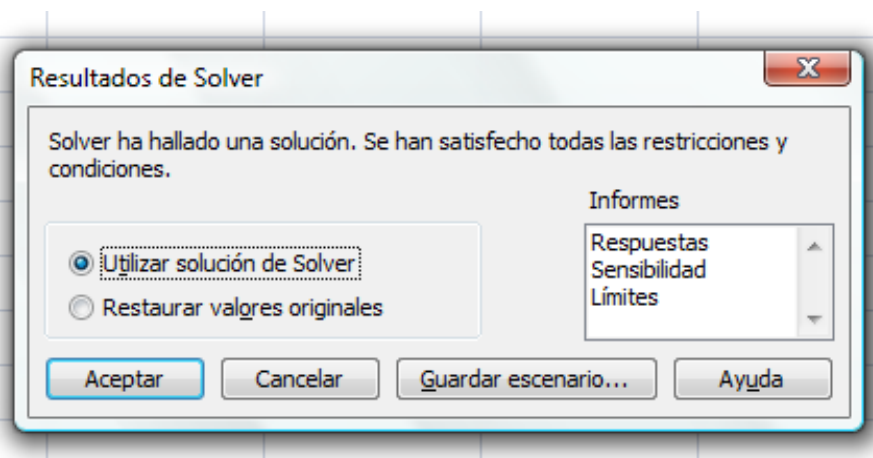 Resultados de Solver
Solver ha hallado una solución. Se han satisfecho todas las restricciones y
condiciones.
Informes
Utilizar solución de Solver
Restaurar valores originales
Respuestas
Sensibilidad
Límites
Aceptar
Cancelar
Guardar escenario...
Ayuda